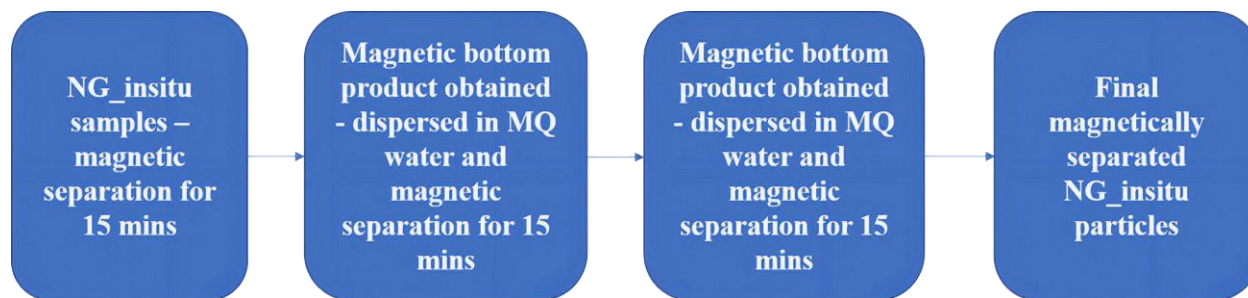 NG_insitu
samples –
magnetic
separation for
15 mins
Magnetic bottom
product obtained
- dispersed in MQ
water and
magnetic
separation for 15
mins
Magnetic bottom
product obtained
- dispersed in MQ
water and
magnetic
separation for 15
mins
Final
magnetically
separated
NG_insitu
particles